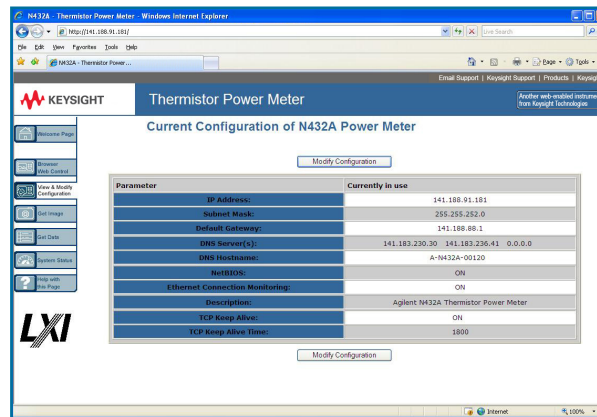 N432A - Thermistor Power Meter - Windows Internet Explorer
http://141.188.91.181/
Live Search
File Edit View Favorites Tools Help
N432A - Thermistor Power...
Page Tools
Email Support | Keysight Support | Products | Keysig
KEYSIGHT
Thermistor Power Meter
Another web-enabled instrume
from Keysight Technologies
Welcome Page
Current Configuration of N432A Power Meter
Browser
Web Control
Modify Configuration
View & Modify
Configuration
Parameter Currently in use
IP Address: 141.188.91.181
Get Image
Subnet Mask: 255.255.252.0
Default Gateway: 141.188.88.1
Get Data
DNS Server(s): 141.183.230.30 141.183.236.41 0.0.0.0
System Status
DNS Hostname: A-N432A-00120
NetBIOS: ON
Help with
this Page
Ethernet Connection Monitoring: ON
Description: Agilent N432A Thermistor Power Meter
LXI
TCP Keep Alive: ON
TCP Keep Alive Time: 1800
Modify Configuration
Internet 100%